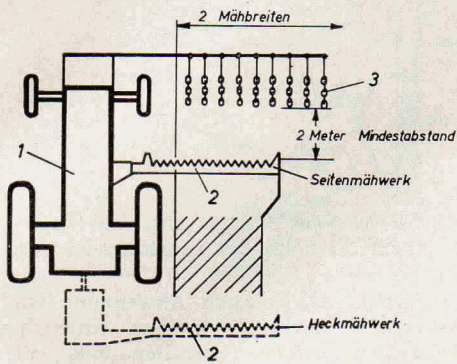 2 Mähbreiten
3
2 Meter Mindestabstand
1
2
Seitenmähwerk
2
Heckmähwerk